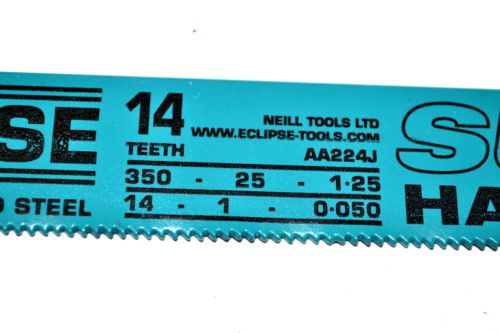 SE
STEEL
14
TEETH
NEILL TOOLS LTD
WWW.ECLIPSE-TOOLS.COM
AA224J
350 - 25 - 1·25
14 - 1 - 0·050
HA